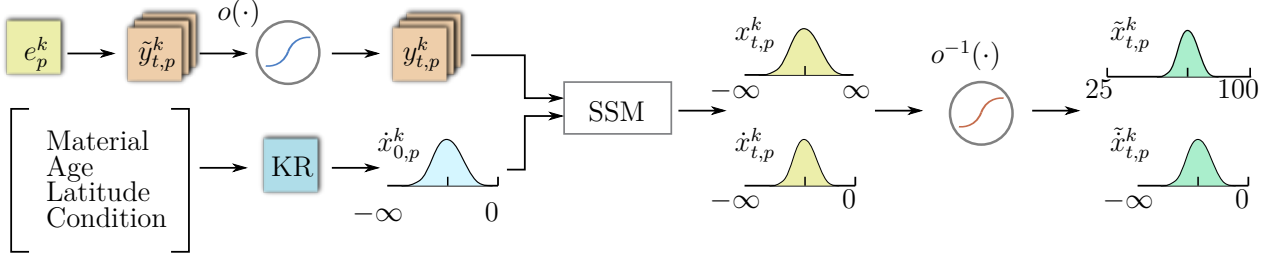 o(·)
e_p^k
ỹ_{t,p}^k
y_{t,p}^k
Material
Age
Latitude
Condition
KR
ẋ_{0,p}^k
−∞ 0
SSM
x_{t,p}^k
−∞ ∞
ẋ_{t,p}^k
−∞ 0
o^{−1}(·)
x̃_{t,p}^k
25 100
ẋ̃_{t,p}^k
−∞ 0